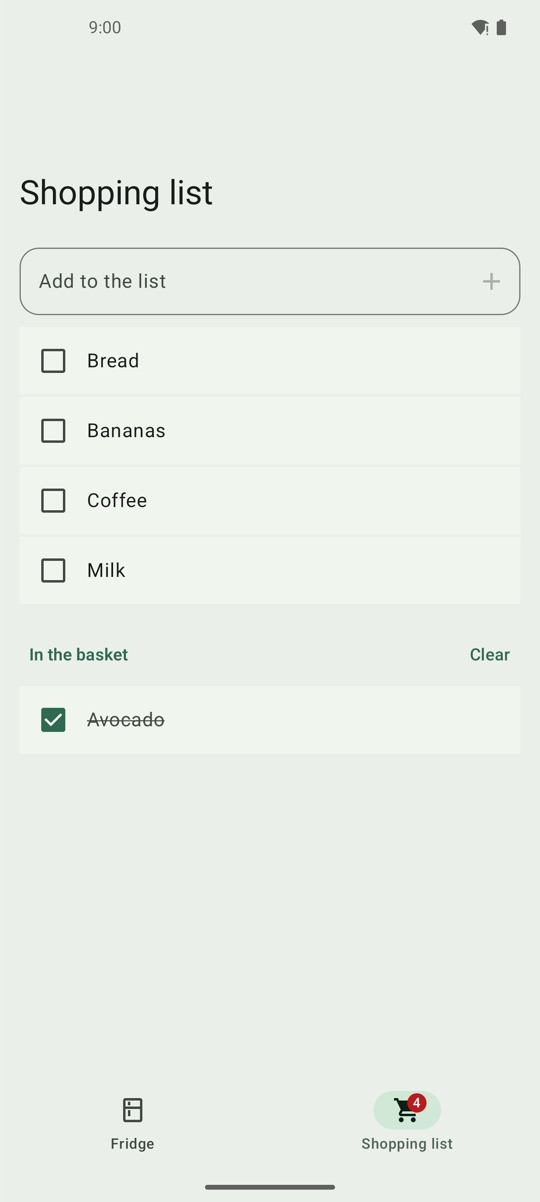 9:00
Shopping list
Add to the list
Bread
Bananas
Coffee
Milk
In the basket
Clear
Avocado
4
Fridge
Shopping list